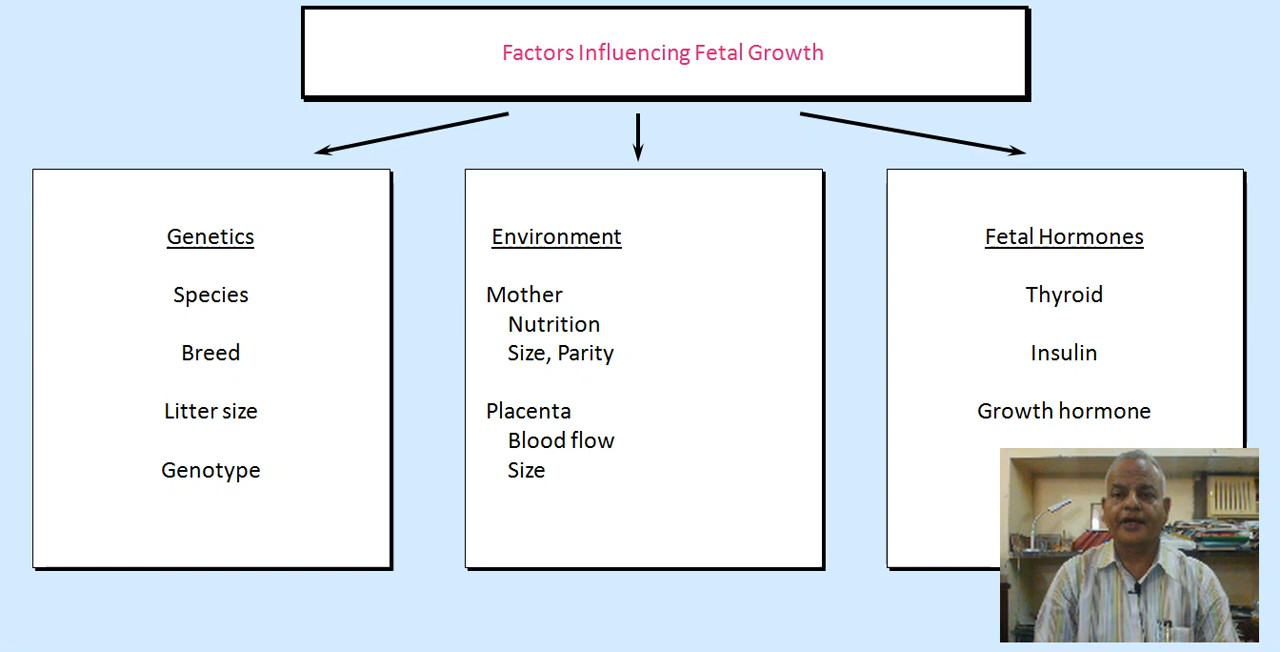 Factors Influencing Fetal Growth
Genetics
Species
Breed
Litter size
Genotype
Environment
Mother
Nutrition
Size, Parity
Placenta
Blood flow
Size
Fetal Hormones
Thyroid
Insulin
Growth hormone